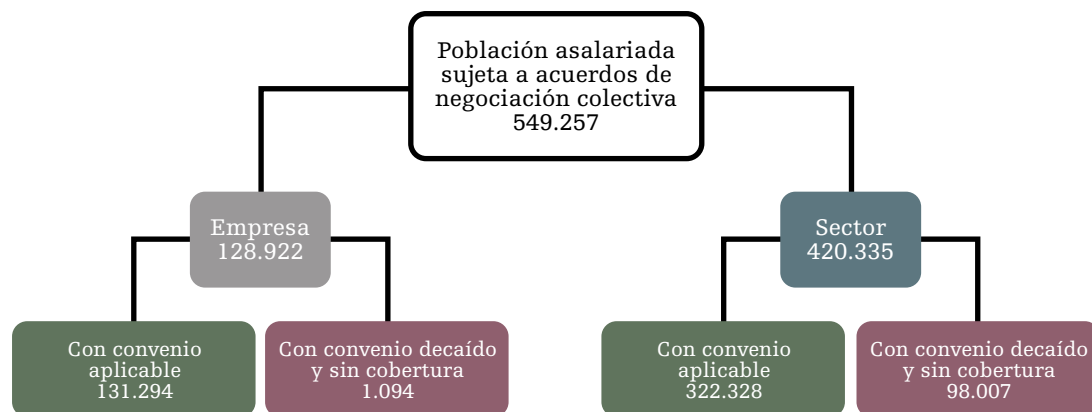 Población asalariada
sujeta a acuerdos de
negociación colectiva
549.257
Empresa
128.922
Sector
420.335
Con convenio
aplicable
131.294
Con convenio decaído
y sin cobertura
1.094
Con convenio
aplicable
322.328
Con convenio decaído
y sin cobertura
98.007